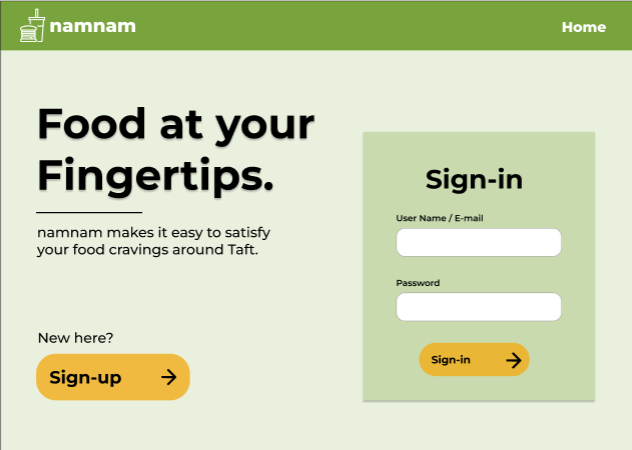 namnam
Home
Food at your
Fingertips.
namnam makes it easy to satisfy
your food cravings around Taft.
New here?
Sign-up
Sign-in
User Name / E-mail
Password
Sign-in